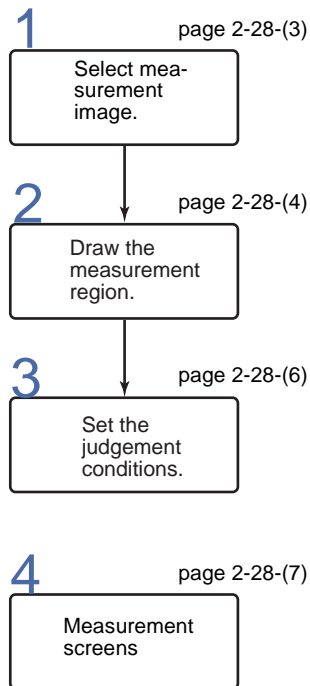 1
page 2-28-(3)
Select mea-
surement
image.
2
page 2-28-(4)
Draw the
measurement
region.
3
page 2-28-(6)
Set the
judgement
conditions.
4
page 2-28-(7)
Measurement
screens